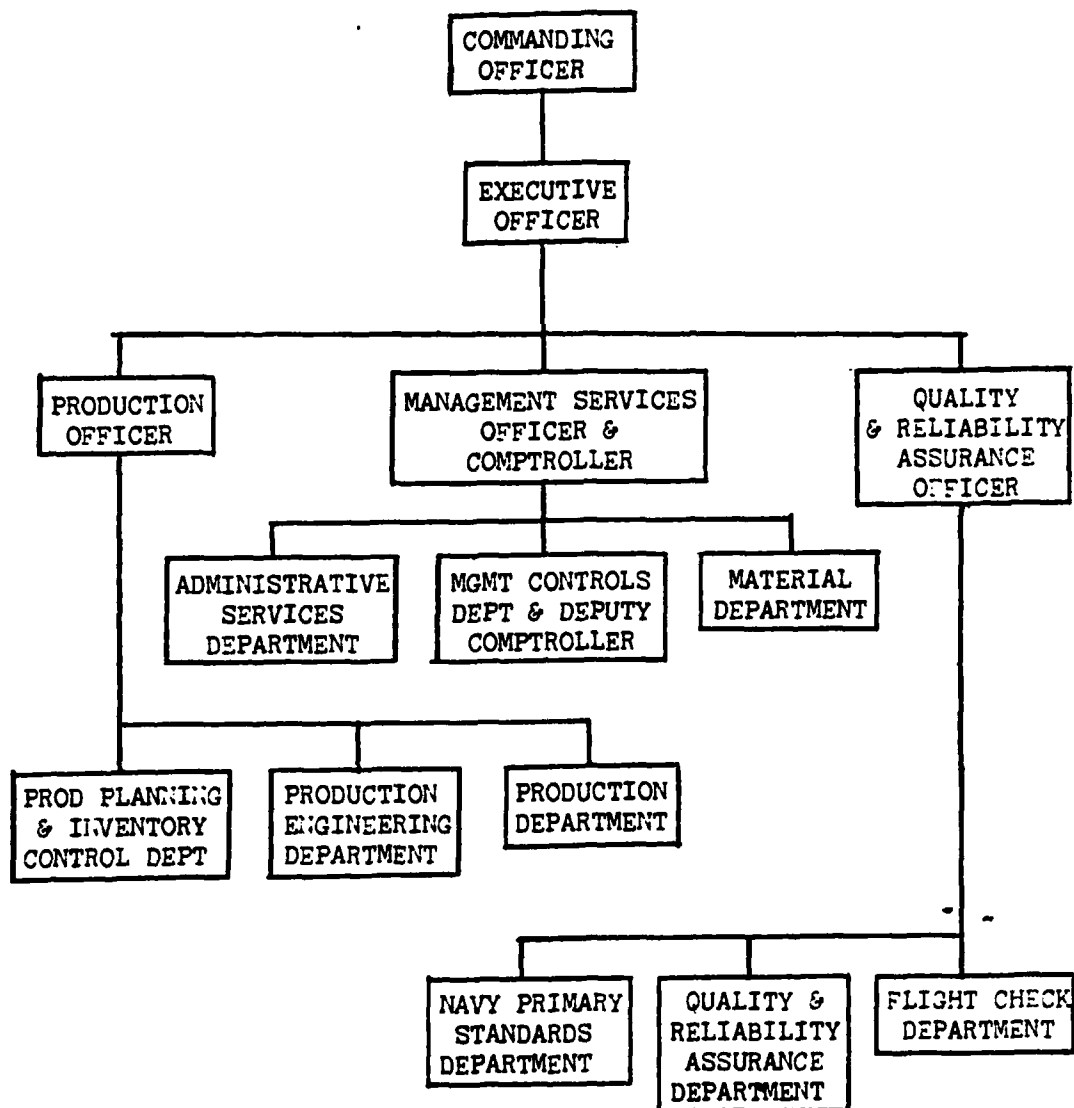 COMMANDING
OFFICER
EXECUTIVE
OFFICER
PRODUCTION
OFFICER
MANAGEMENT SERVICES
OFFICER &
COMPTROLLER
QUALITY
& RELIABILITY
ASSURANCE
OFFICER
ADMINISTRATIVE
SERVICES
DEPARTMENT
MGMT CONTROLS
DEPT & DEPUTY
COMPTROLLER
MATERIAL
DEPARTMENT
PROD PLANNING
& INVENTORY
CONTROL DEPT
PRODUCTION
ENGINEERING
DEPARTMENT
PRODUCTION
DEPARTMENT
NAVY PRIMARY
STANDARDS
DEPARTMENT
QUALITY &
RELIABILITY
ASSURANCE
DEPARTMENT
FLIGHT CHECK
DEPARTMENT